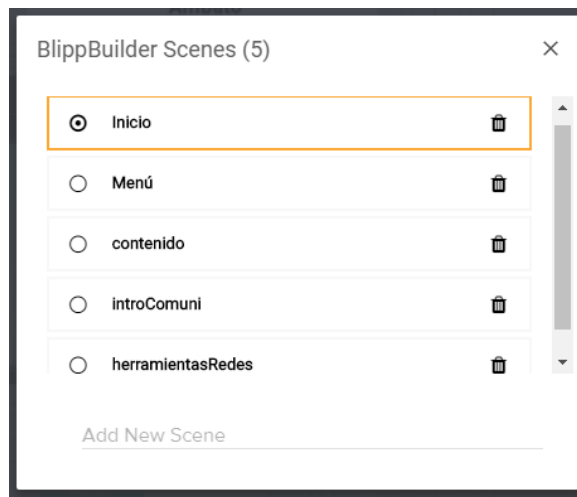 BlippBuilder Scenes (5)
Inicio
Menú
contenido
introComuni
herramientasRedes
Add New Scene